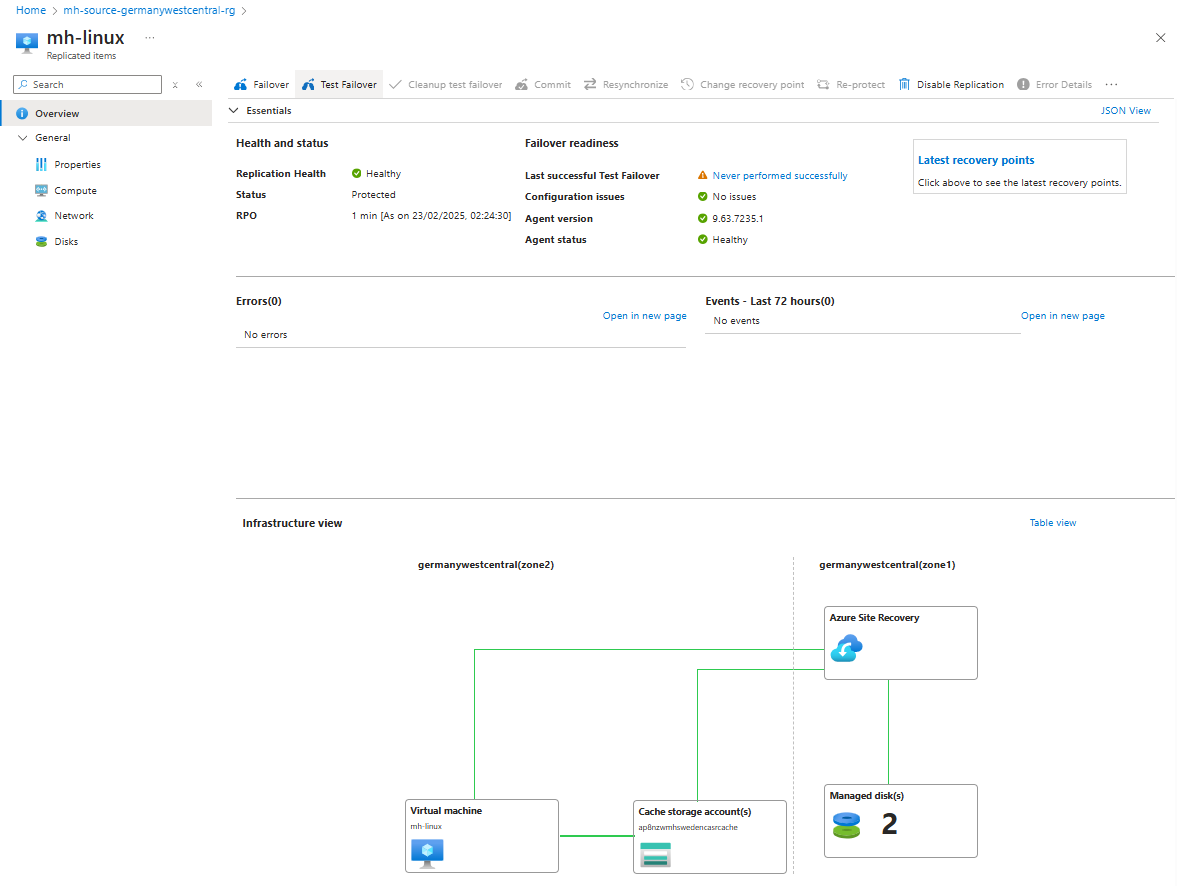 Home > mh-source-germanywestcentral-rg >
mh-linux ...
Replicated items
Search
Overview
General
Properties
Compute
Network
Disks
Failover Test Failover Cleanup test failover Commit Resynchronize Change recovery point Re-protect Disable Replication Error Details ...
Essentials
JSON View
Health and status
Replication Health Healthy
Status Protected
RPO 1 min [As on 23/02/2025, 02:24:30]
Failover readiness
Last successful Test Failover Never performed successfully
Configuration issues No issues
Agent version 9.63.7235.1
Agent status Healthy
Latest recovery points
Click above to see the latest recovery points.
Errors(0)
Open in new page
No errors
Events - Last 72 hours(0)
Open in new page
No events
Infrastructure view
Table view
germanywestcentral(zone2)
germanywestcentral(zone1)
Azure Site Recovery
Virtual machine
mh-linux
Cache storage account(s)
ap8nzwmhswedencasrcache
Managed disk(s)
2